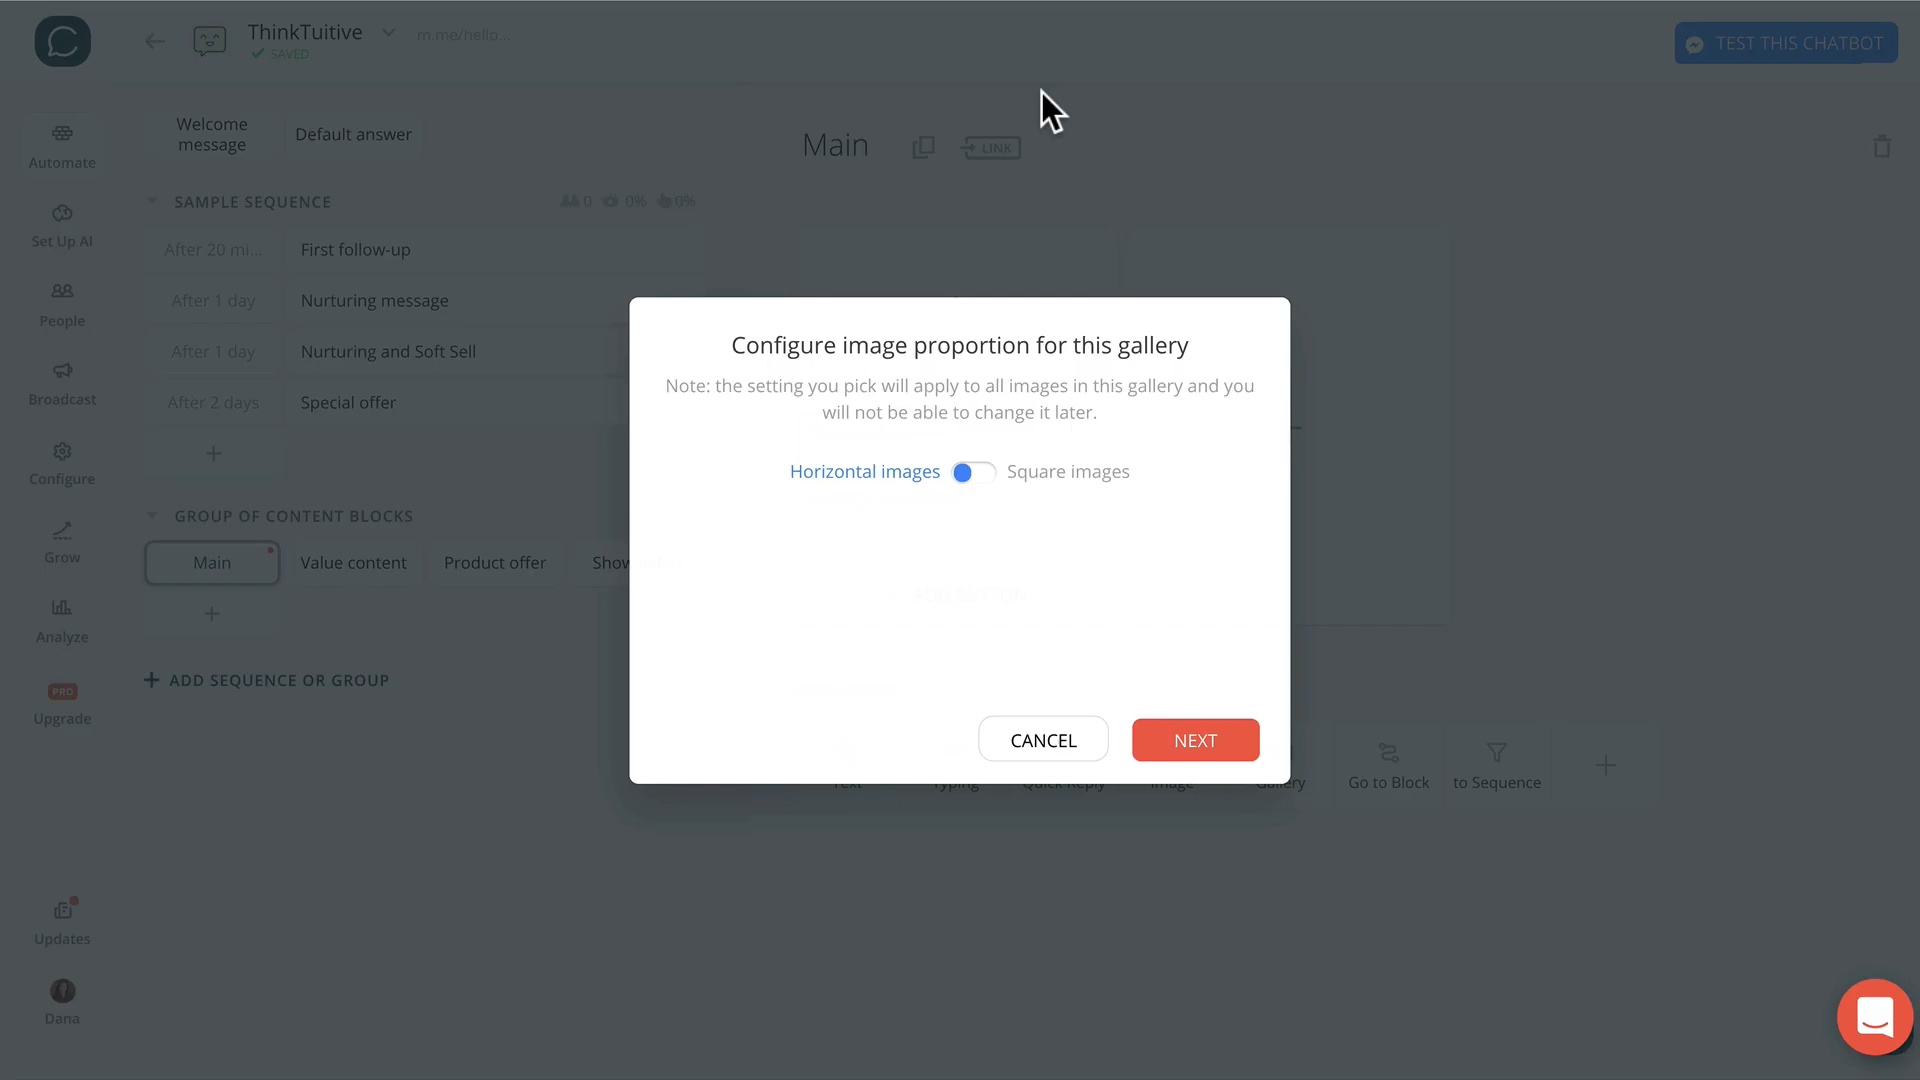 ThinkTuitive
m.me/hello...
SAVED
TEST THIS CHATBOT
Automate
Set Up AI
People
Broadcast
Configure
Grow
Analyze
PRO
Upgrade
Updates
Dana
Welcome
message
Default answer
SAMPLE SEQUENCE
0 0% 0%
After 20 mi... First follow-up
After 1 day Nurturing message
After 1 day Nurturing and Soft Sell
After 2 days Special offer
GROUP OF CONTENT BLOCKS
Main Value content Product offer Show
+ ADD SEQUENCE OR GROUP
Main
LINK
Configure image proportion for this gallery
Note: the setting you pick will apply to all images in this gallery and you
will not be able to change it later.
Horizontal images Square images
CANCEL NEXT
Text Typing Quick Reply Image Gallery Go to Block to Sequence